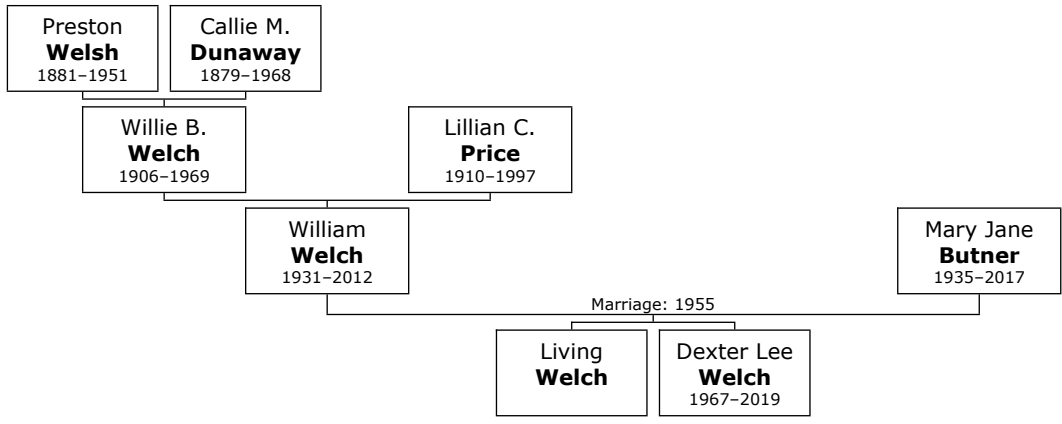 Preston
Welsh
1881–1951
Callie M.
Dunaway
1879–1968
Willie B.
Welch
1906–1969
Lillian C.
Price
1910–1997
William
Welch
1931–2012
Mary Jane
Butner
1935–2017
Marriage: 1955
Living
Welch
Dexter Lee
Welch
1967–2019